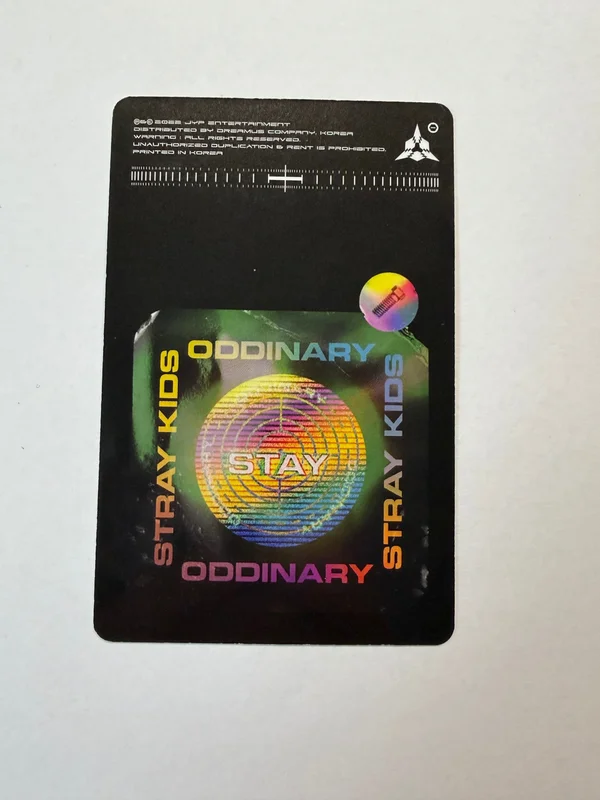 ℗&© 2022 JYP ENTERTAINMENT
DISTRIBUTED BY DREAMUS COMPANY, KOREA
WARNING : ALL RIGHTS RESERVED.
UNAUTHORIZED DUPLICATION & RENT IS PROHIBITED.
PRINTED IN KOREA
ODDINARY
STRAY KIDS
STRAY KIDS
STAY
ODDINARY